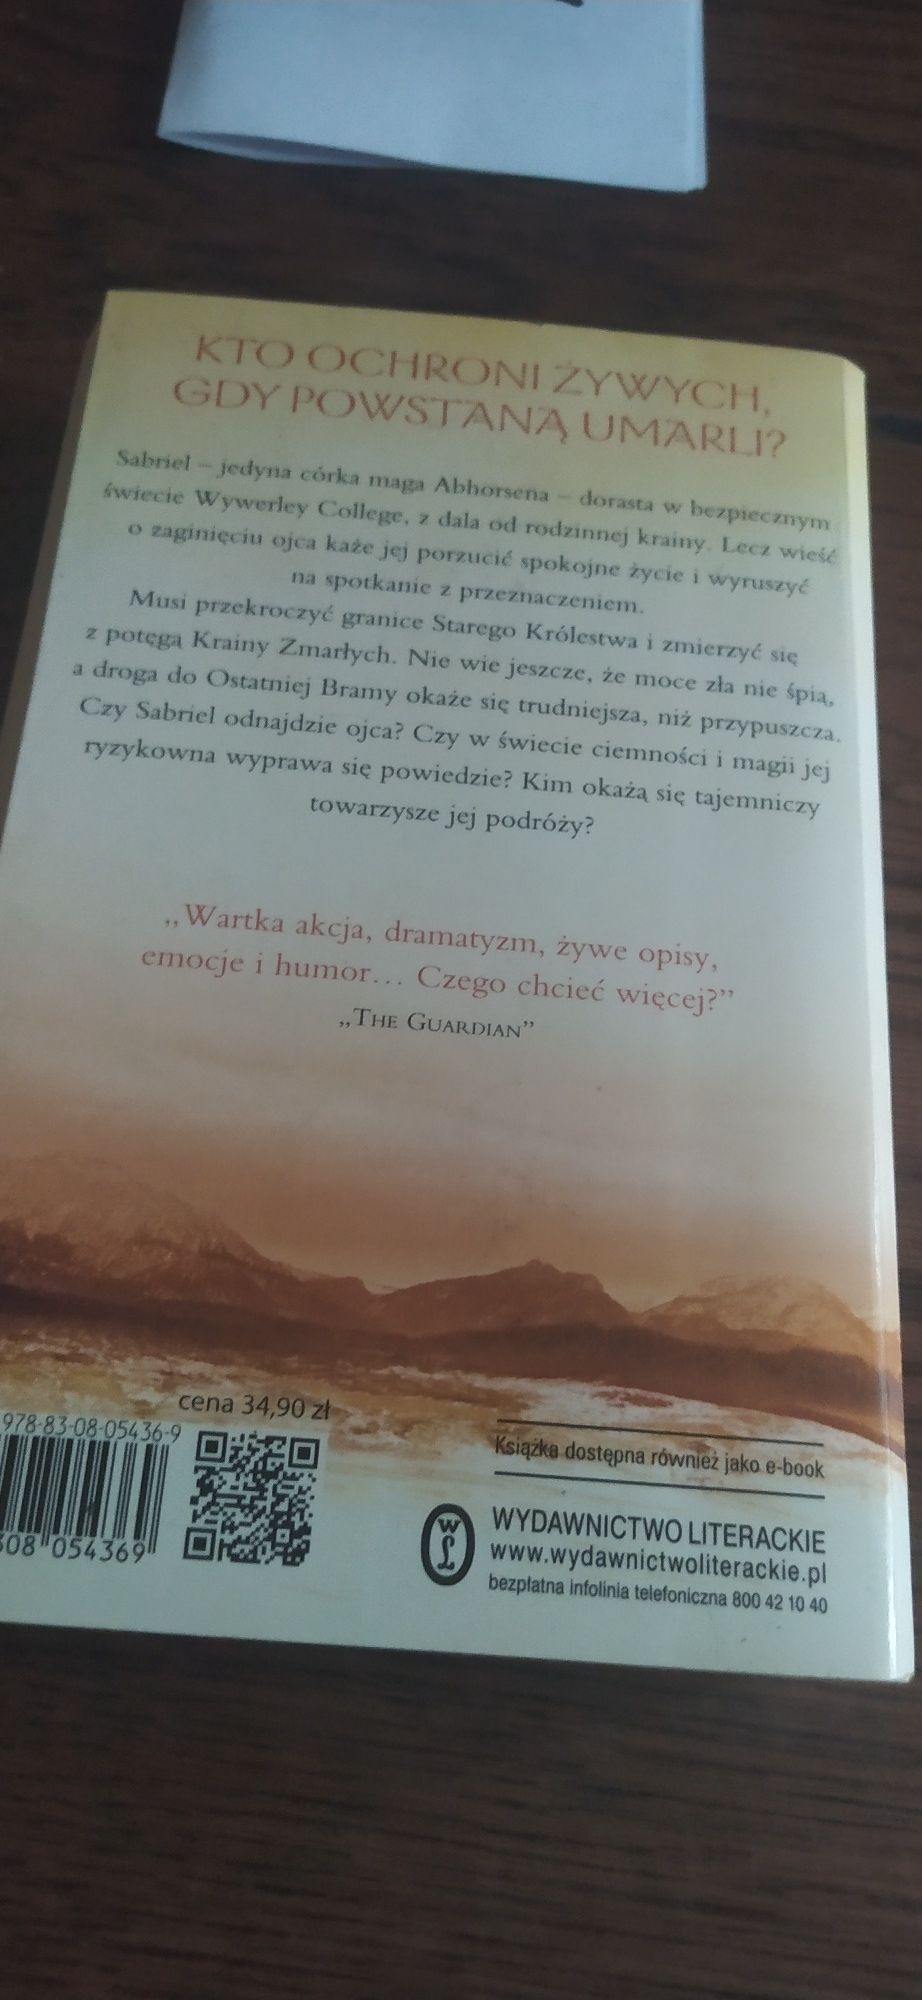 KTO OCHRONI ŻYWYCH,
GDY POWSTANĄ UMARLI?
Sabriel – jedyna córka maga Abhorsena – dorasta w bezpiecznym
świecie Wywerley College, z dala od rodzinnej krainy. Lecz wieść
o zaginięciu ojca każe jej porzucić spokojne życie i wyruszyć
na spotkanie z przeznaczeniem.
Musi przekroczyć granice Starego Królestwa i zmierzyć się
z potęgą Krainy Zmarłych. Nie wie jeszcze, że moce zła nie śpią,
a droga do Ostatniej Bramy okaże się trudniejsza, niż przypuszcza.
Czy Sabriel odnajdzie ojca? Czy w świecie ciemności i magii jej
ryzykowna wyprawa się powiedzie? Kim okażą się tajemniczy
towarzysze jej podróży?
„Wartka akcja, dramatyzm, żywe opisy,
emocje i humor... Czego chcieć więcej?”
„THE GUARDIAN”
cena 34,90 zł
978-83-08-05436-9
308 054369
Książka dostępna również jako e-book
WL
WYDAWNICTWO LITERACKIE
www.wydawnictwoliterackie.pl
bezpłatna infolinia telefoniczna 800 42 10 40